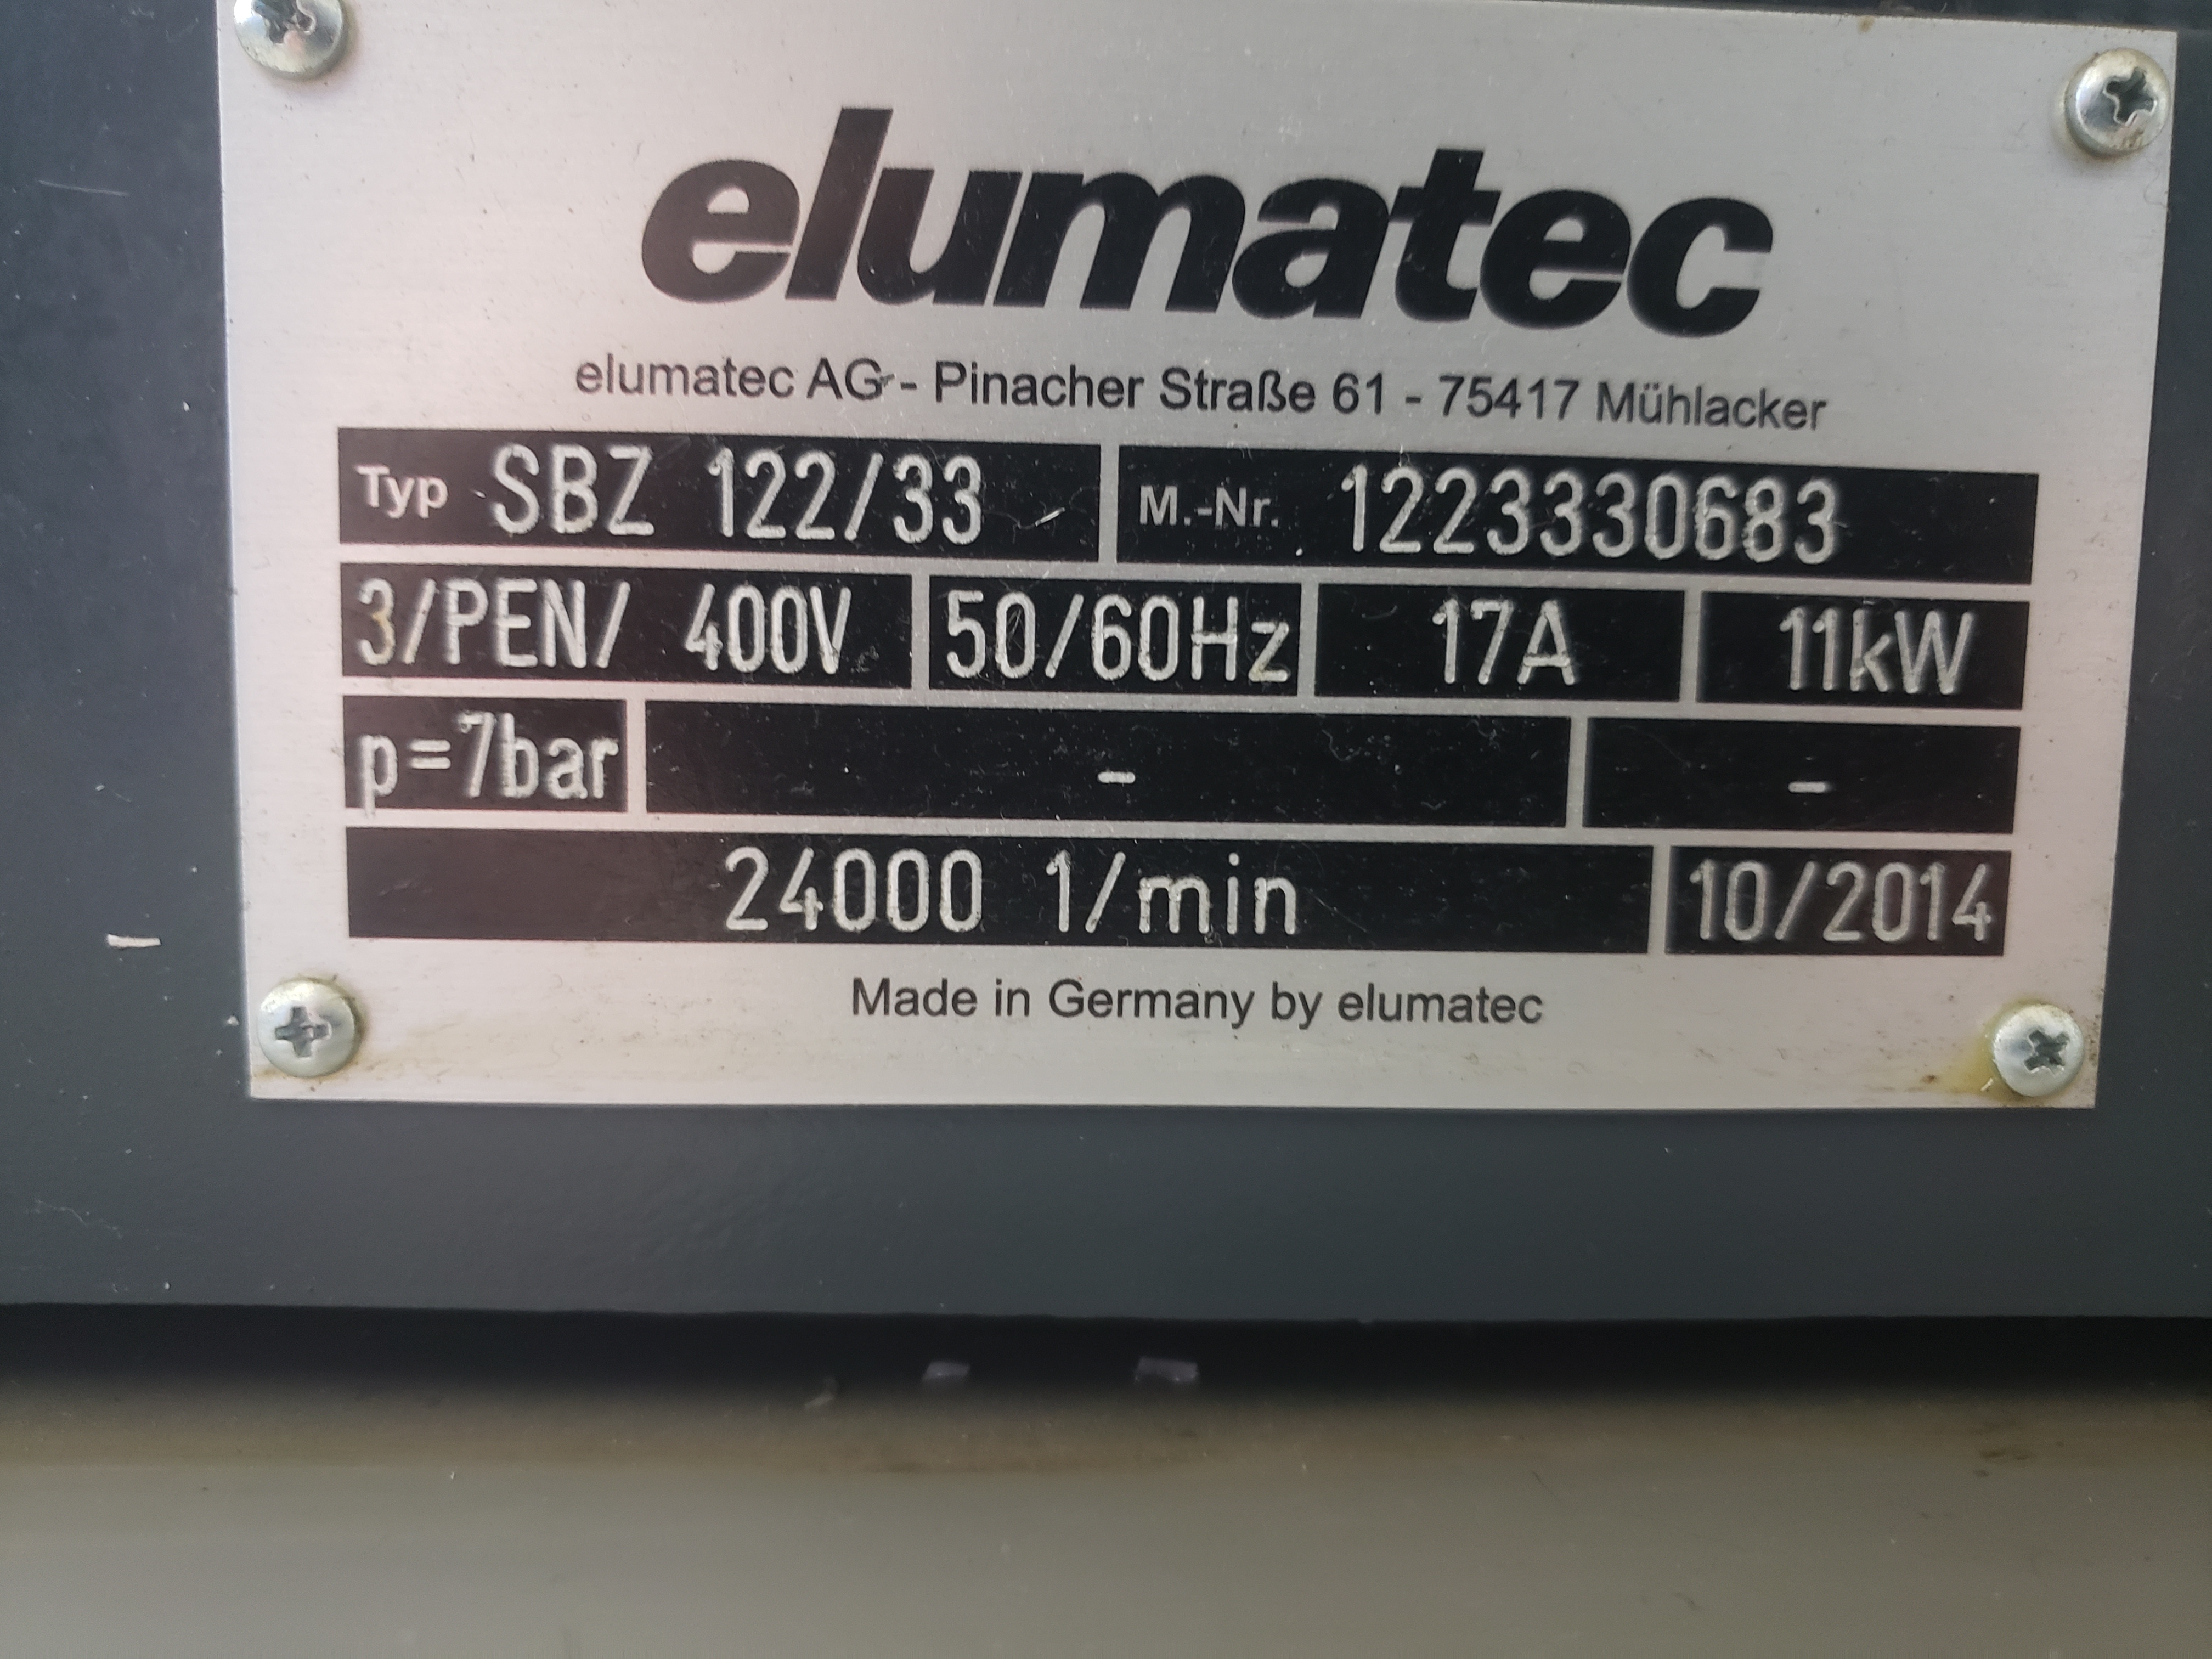 elumatec
elumatec AG - Pinacher Straße 61 - 75417 Mühlacker
Typ SBZ 122/33 M.-Nr. 1223330683
3/PEN/ 400V 50/60Hz 17A 11kW
p=7bar - -
24000 1/min 10/2014
Made in Germany by elumatec